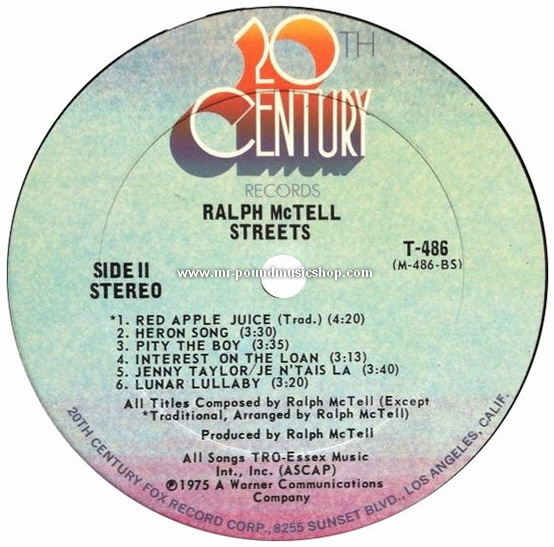 20TH
CENTURY
RECORDS
RALPH McTELL
STREETS
SIDE II
STEREO
T-486
(M-486-BS)
www.mr-poundmusicshop.com
*1. RED APPLE JUICE (Trad.) (4:20)
2. HERON SONG (3:30)
3. PITY THE BOY (3:35)
4. INTEREST ON THE LOAN (3:13)
5. JENNY TAYLOR/JE N'TAIS LA (3:40)
6. LUNAR LULLABY (3:20)
All Titles Composed by Ralph McTell (Except
*Traditional, Arranged by Ralph McTell)
Produced by Ralph McTell
All Songs TRO-Essex Music
Int., Inc. (ASCAP)
℗1975 A Warner Communications
Company
20TH CENTURY FOX RECORD CORP., 8255 SUNSET BLVD., LOS ANGELES, CALIF.